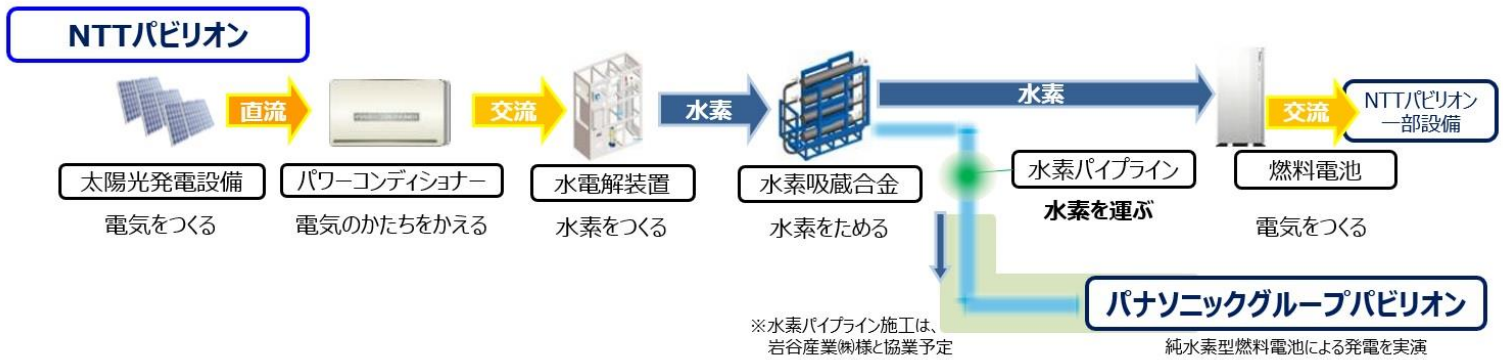 NTTパビリオン
直流
交流
水素
水素
交流
NTTパビリオン
一部設備
太陽光発電設備
パワーコンディショナー
水電解装置
水素吸蔵合金
水素パイプライン
燃料電池
電気をつくる
電気のかたちをかえる
水素をつくる
水素をためる
水素を運ぶ
電気をつくる
パナソニックグループパビリオン
※水素パイプライン施工は、
岩谷産業㈱様と協業予定
純水素型燃料電池による発電を実演